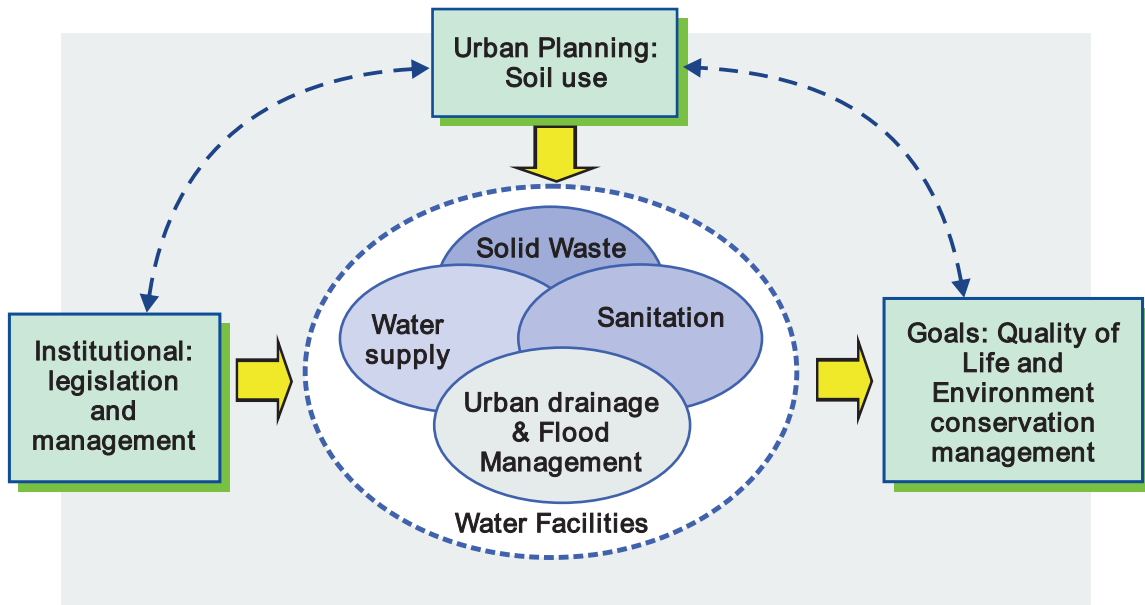 Urban Planning:
Soil use
Solid Waste
Water
supply
Sanitation
Urban drainage
& Flood
Management
Water Facilities
Institutional:
legislation
and
management
Goals: Quality of
Life and
Environment
conservation
management